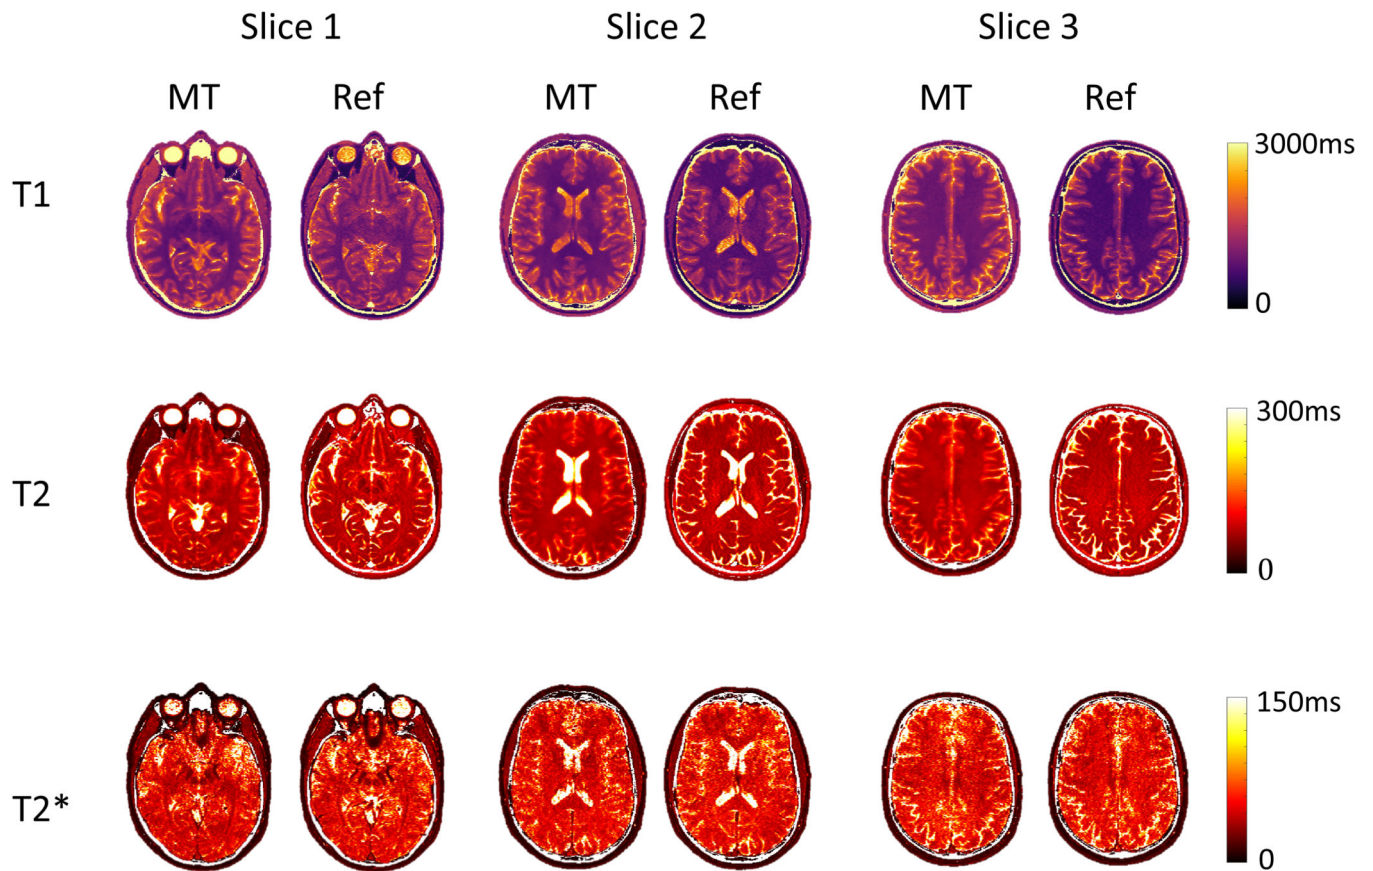 Slice 1 Slice 2 Slice 3
MT Ref MT Ref MT Ref
T1
3000ms
0
T2
300ms
0
T2*
150ms
0